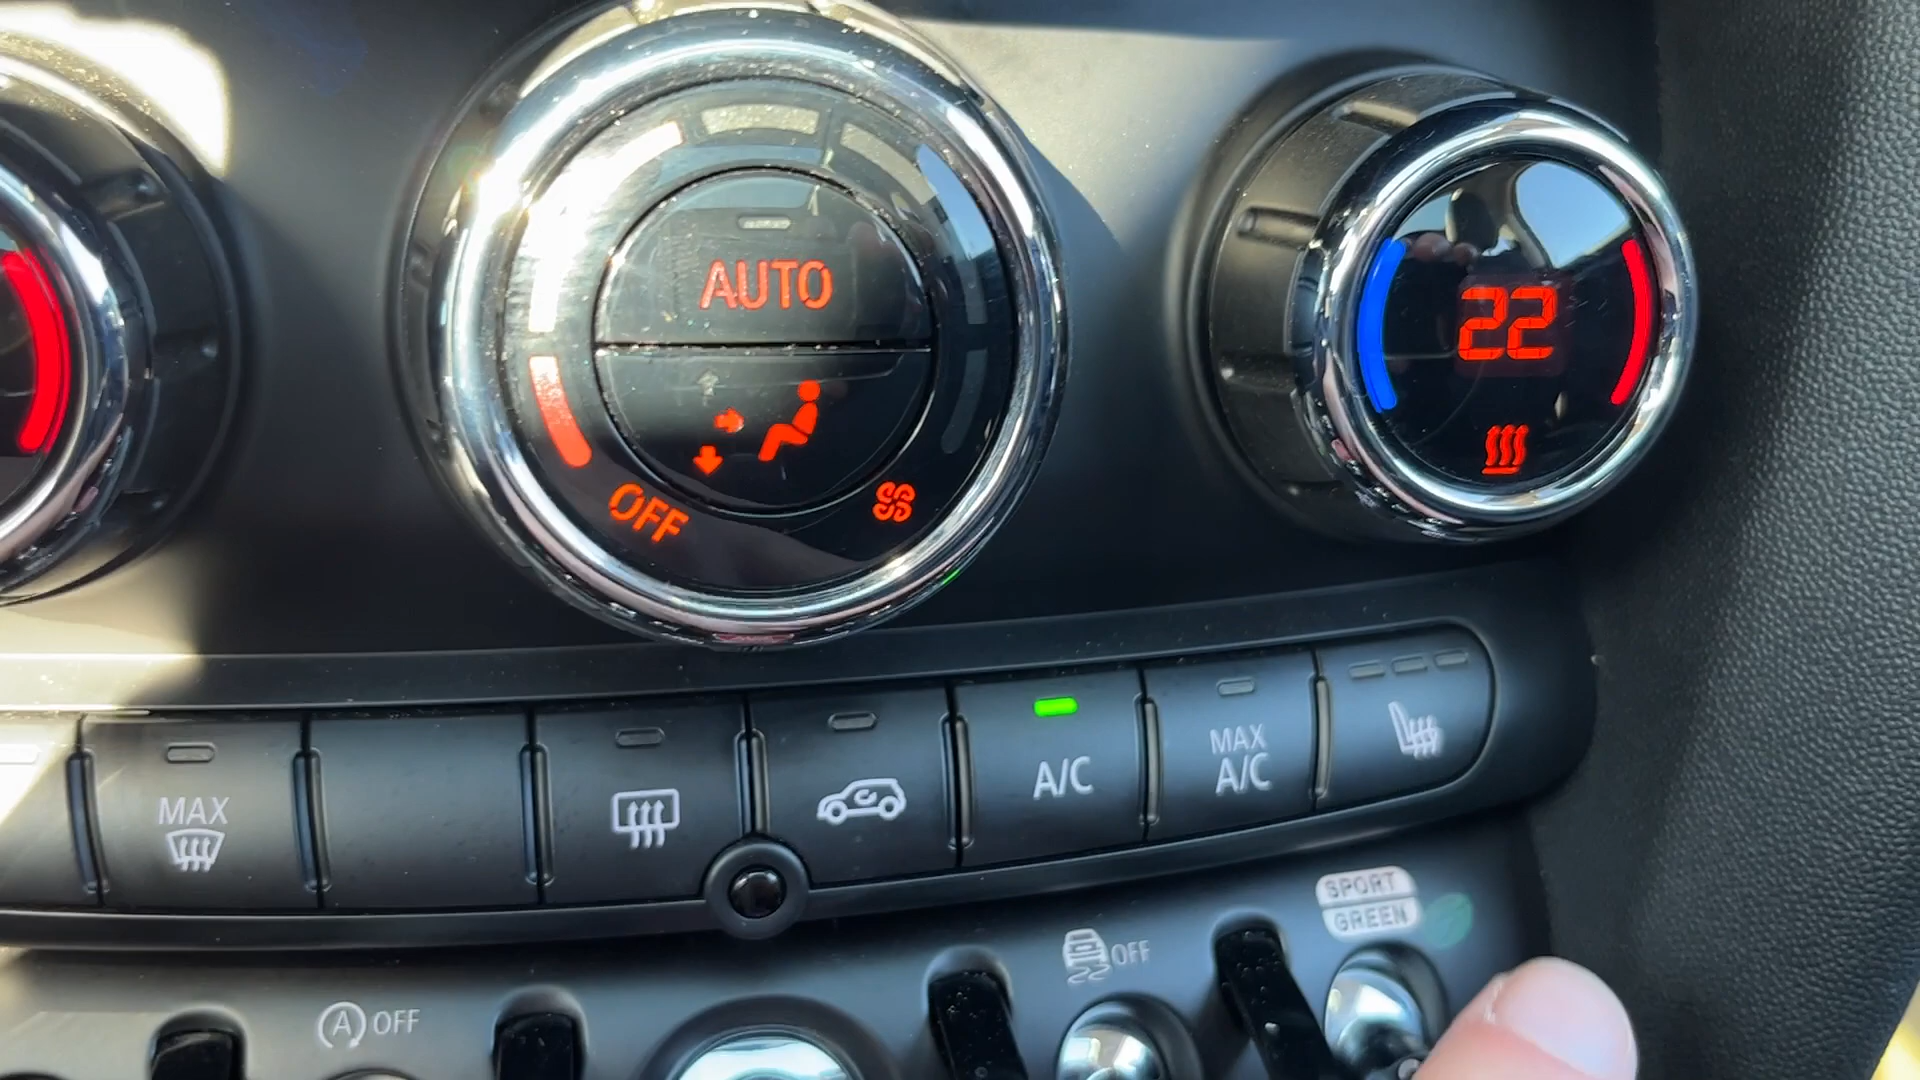 AUTO
22
OFF
MAX
A/C
MAX
A/C
SPORT
GREEN
OFF
A OFF